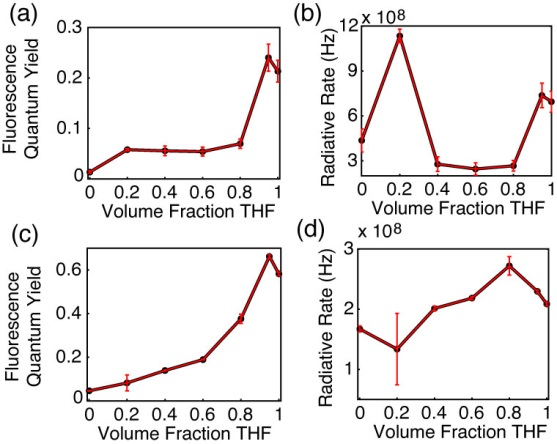 (a)
Fluorescence
Quantum Yield
0.3
0.2
0.1
0
0 0.2 0.4 0.6 0.8 1
Volume Fraction THF
(b)
12 x 10⁸
Radiative Rate (Hz)
9
6
3
0 0.2 0.4 0.6 0.8 1
Volume Fraction THF
(c)
Fluorescence
Quantum Yield
0.6
0.4
0.2
0
0 0.2 0.4 0.6 0.8 1
Volume Fraction THF
(d)
x 10⁸
Radiative Rate (Hz)
3
2
1
0 0.2 0.4 0.6 0.8 1
Volume Fraction THF